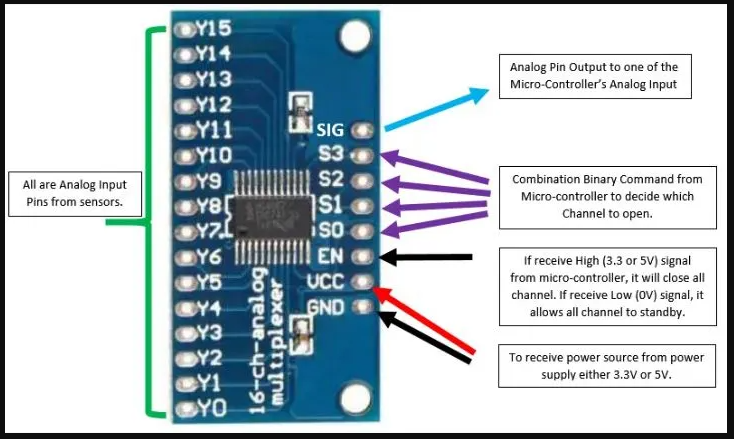 Y15
Y14
Y13
Y12
Y11
Y10
Y9
Y8
Y7
Y6
Y5
Y4
Y3
Y2
Y1
Y0
SIG
S3
S2
S1
S0
EN
VCC
GND
16-ch-analog
multiplexer
All are Analog Input
Pins from sensors.
Analog Pin Output to one of the
Micro-Controller's Analog Input
Combination Binary Command from
Micro-controller to decide which
Channel to open.
If receive High (3.3 or 5V) signal
from micro-controller, it will close all
channel. If receive Low (0V) signal, it
allows all channel to standby.
To receive power source from power
supply either 3.3V or 5V.